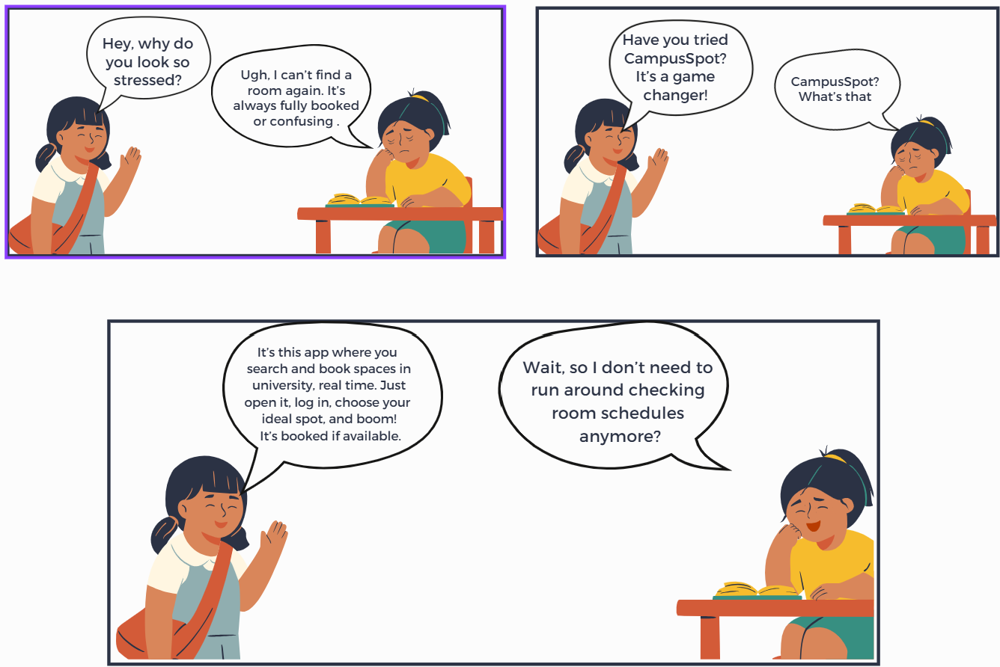 Hey, why do
you look so
stressed?
Ugh, I can't find a
room again. It's
always fully booked
or confusing .
Have you tried
CampusSpot?
It's a game
changer!
CampusSpot?
What's that
It's this app where you
search and book spaces in
university, real time. Just
open it, log in, choose your
ideal spot, and boom!
It's booked if available.
Wait, so I don't need to
run around checking
room schedules
anymore?